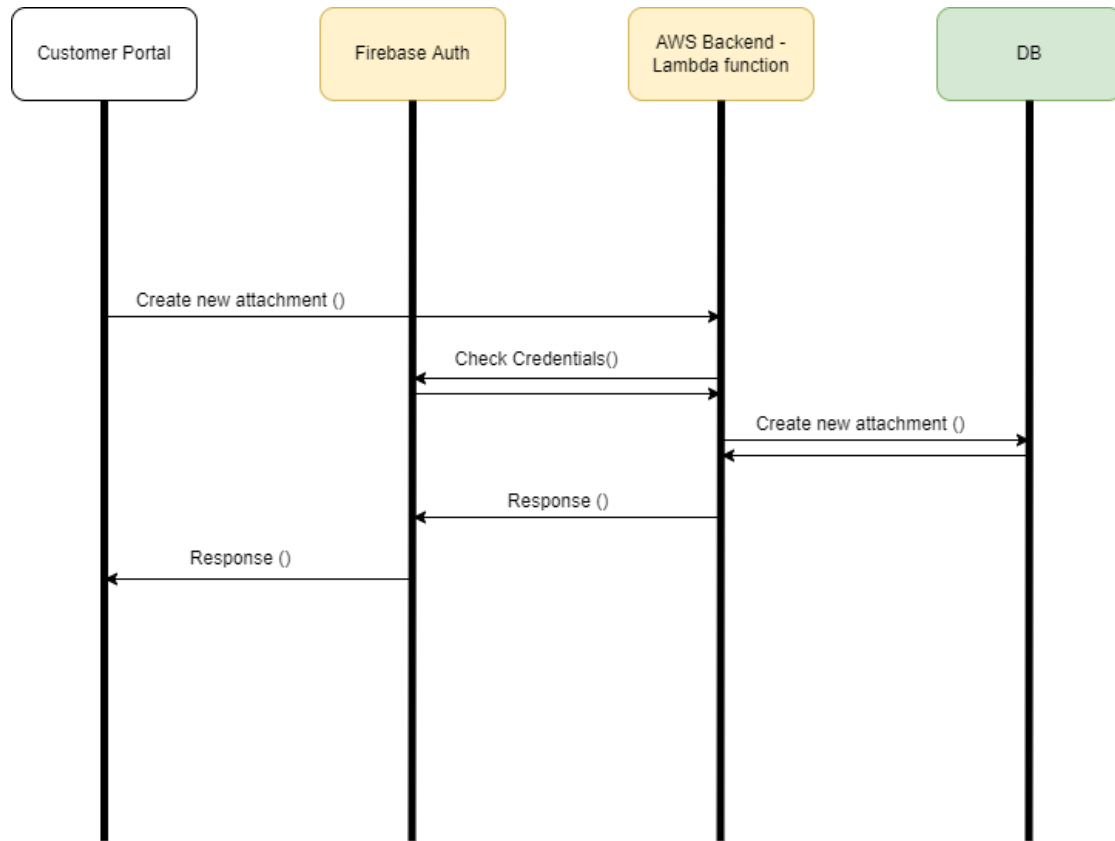 Customer Portal
Firebase Auth
AWS Backend -
Lambda function
DB
Create new attachment ()
Check Credentials()
Create new attachment ()
Response ()
Response ()